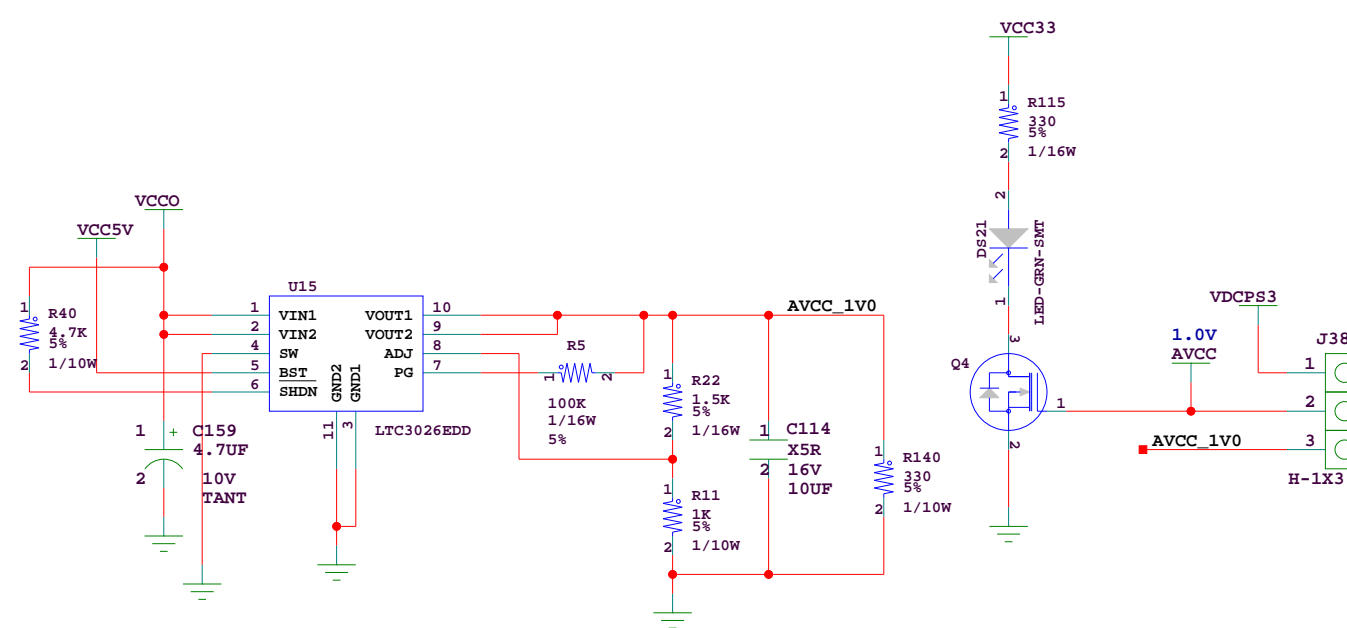 VCC33
1
R115
330
5%
2
1/16W
2
DS21
LED-GRN-SMT
1
3
Q4
1
2
VDCPS3
1.0V
AVCC
J38
1
2
3
AVCC_1V0
H-1X3
VCCO
VCC5V
1
R40
4.7K
5%
2
1/10W
U15
1
VIN1
2
VIN2
4
SW
5
BST
6
SHDN
VOUT1
10
VOUT2
9
ADJ
8
PG
7
GND2
GND1
11
3
LTC3026EDD
1
+
C159
4.7UF
2
10V
TANT
R5
1
2
100K
1/16W
5%
AVCC_1V0
1
R22
1.5K
5%
2
1/16W
1
R11
1K
5%
2
1/10W
1
C114
X5R
2
16V
10UF
1
R140
330
5%
2
1/10W